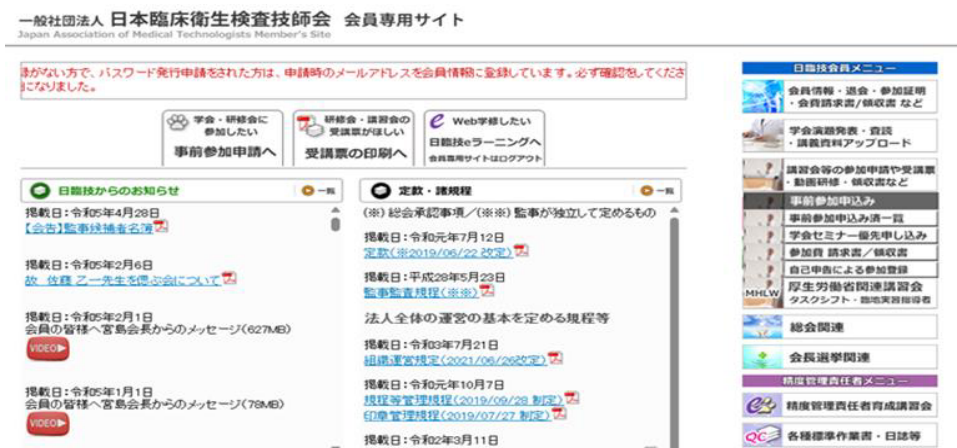 一般社団法人 日本臨床衛生検査技師会 会員専用サイト
Japan Association of Medical Technologists Member's Site
がない方で、パスワード発行申請をされた方は、申請時のメールアドレスを会員情報に登録しています。必ず確認をしてくださ
になりました。
学会・研修会に
参加したい
事前参加申請へ
研修会・講習会の
受講票がほしい
受講票の印刷へ
Web学修したい
日臨技eラーニングへ
会員専用サイトはログアウト
日臨技からのお知らせ
一覧
掲載日:令和5年4月28日
【会告】監事候補者名簿
掲載日:令和5年2月6日
故 佐藤 乙一先生を偲ぶ会について
掲載日:令和5年2月1日
会員の皆様へ宮島会長からのメッセージ(627MB)
VIDEO
掲載日:令和5年1月1日
会員の皆様へ宮島会長からのメッセージ(78MB)
VIDEO
定款・諸規程
一覧
(※)総会承認事項/(※※)監事が独立して定めるもの
掲載日:令和元年7月12日
定款(※2019/06/22 改定)
掲載日:平成28年5月23日
監事監査規程(※※)
法人全体の運営の基本を定める規程等
掲載日:令和3年7月21日
組織運営規定(2021/06/26改定)
掲載日:令和元年10月7日
規程等管理規程(2019/09/28 制定)
印章管理規程(2019/07/27 制定)
掲載日:令和02年3月11日
日臨技会員メニュー
会員情報・退会・参加証明
・会費請求書/領収書 など
学会演題発表・査読
・講義資料アップロード
講習会等の参加申請や受講票
・動画研修・領収書など
事前参加申込み
事前参加申込み済一覧
学会セミナー優先申し込み
参加費 請求書/領収書
自己申告による参加登録
MHLW 厚生労働省関連講習会
タスクシフト・臨地実習指導者
総会関連
会長選挙関連
精度管理責任者メニュー
精度管理責任者育成講習会
QC 各種標準作業書・日誌等